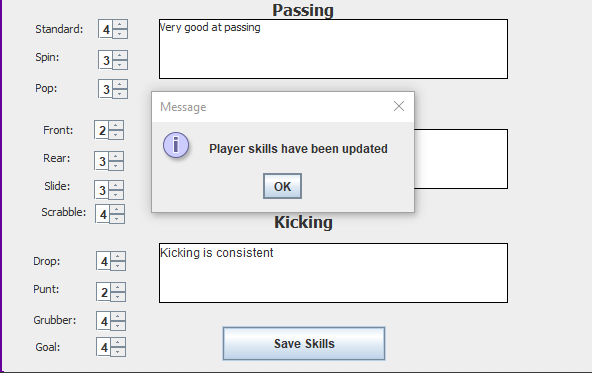 Passing
Standard: 4
Very good at passing
Spin: 3
Pop: 3
Message
Player skills have been updated
OK
Front: 2
Rear: 3
Slide: 3
Scrabble: 4
Kicking
Kicking is consistent
Drop: 4
Punt: 2
Grubber: 4
Goal: 4
Save Skills